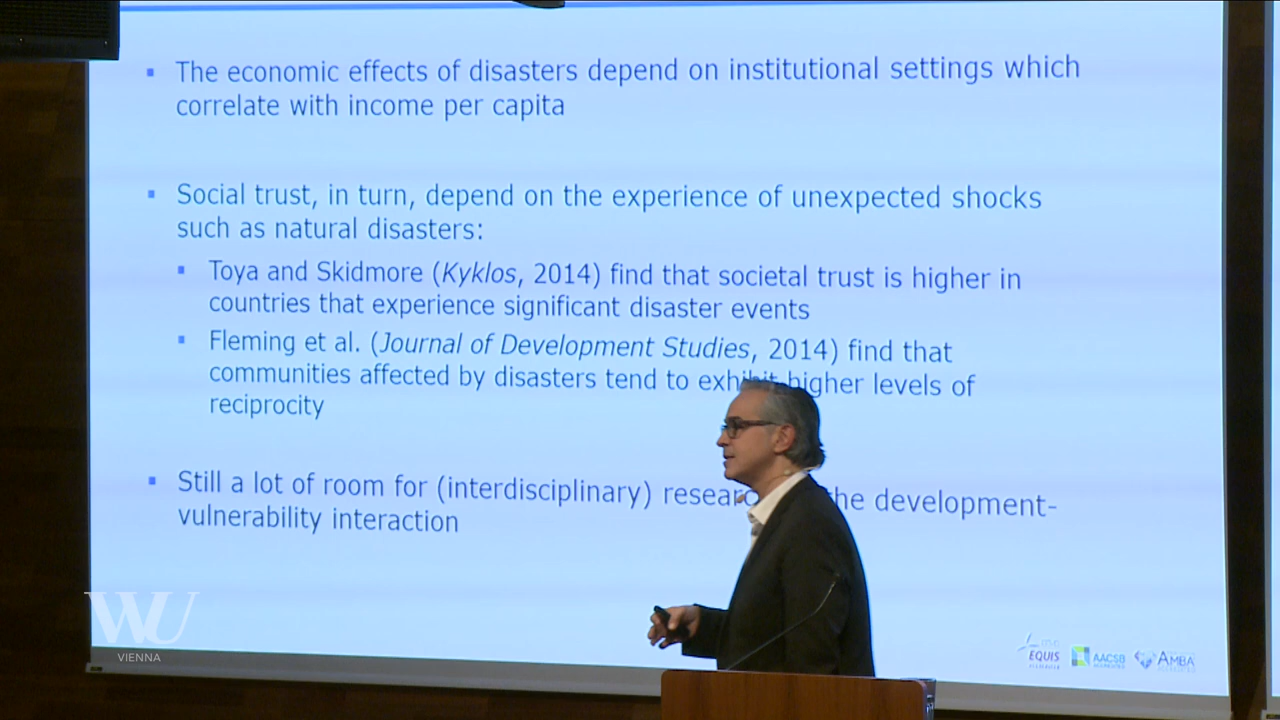 ▪ The economic effects of disasters depend on institutional settings which
correlate with income per capita
▪ Social trust, in turn, depend on the experience of unexpected shocks
such as natural disasters:
▪ Toya and Skidmore (Kyklos, 2014) find that societal trust is higher in
countries that experience significant disaster events
▪ Fleming et al. (Journal of Development Studies, 2014) find that
communities affected by disasters tend to exhibit higher levels of
reciprocity
▪ Still a lot of room for (interdisciplinary) the development-
vulnerability interaction
WU
VIENNA
EQUIS
AACSB
AMBA